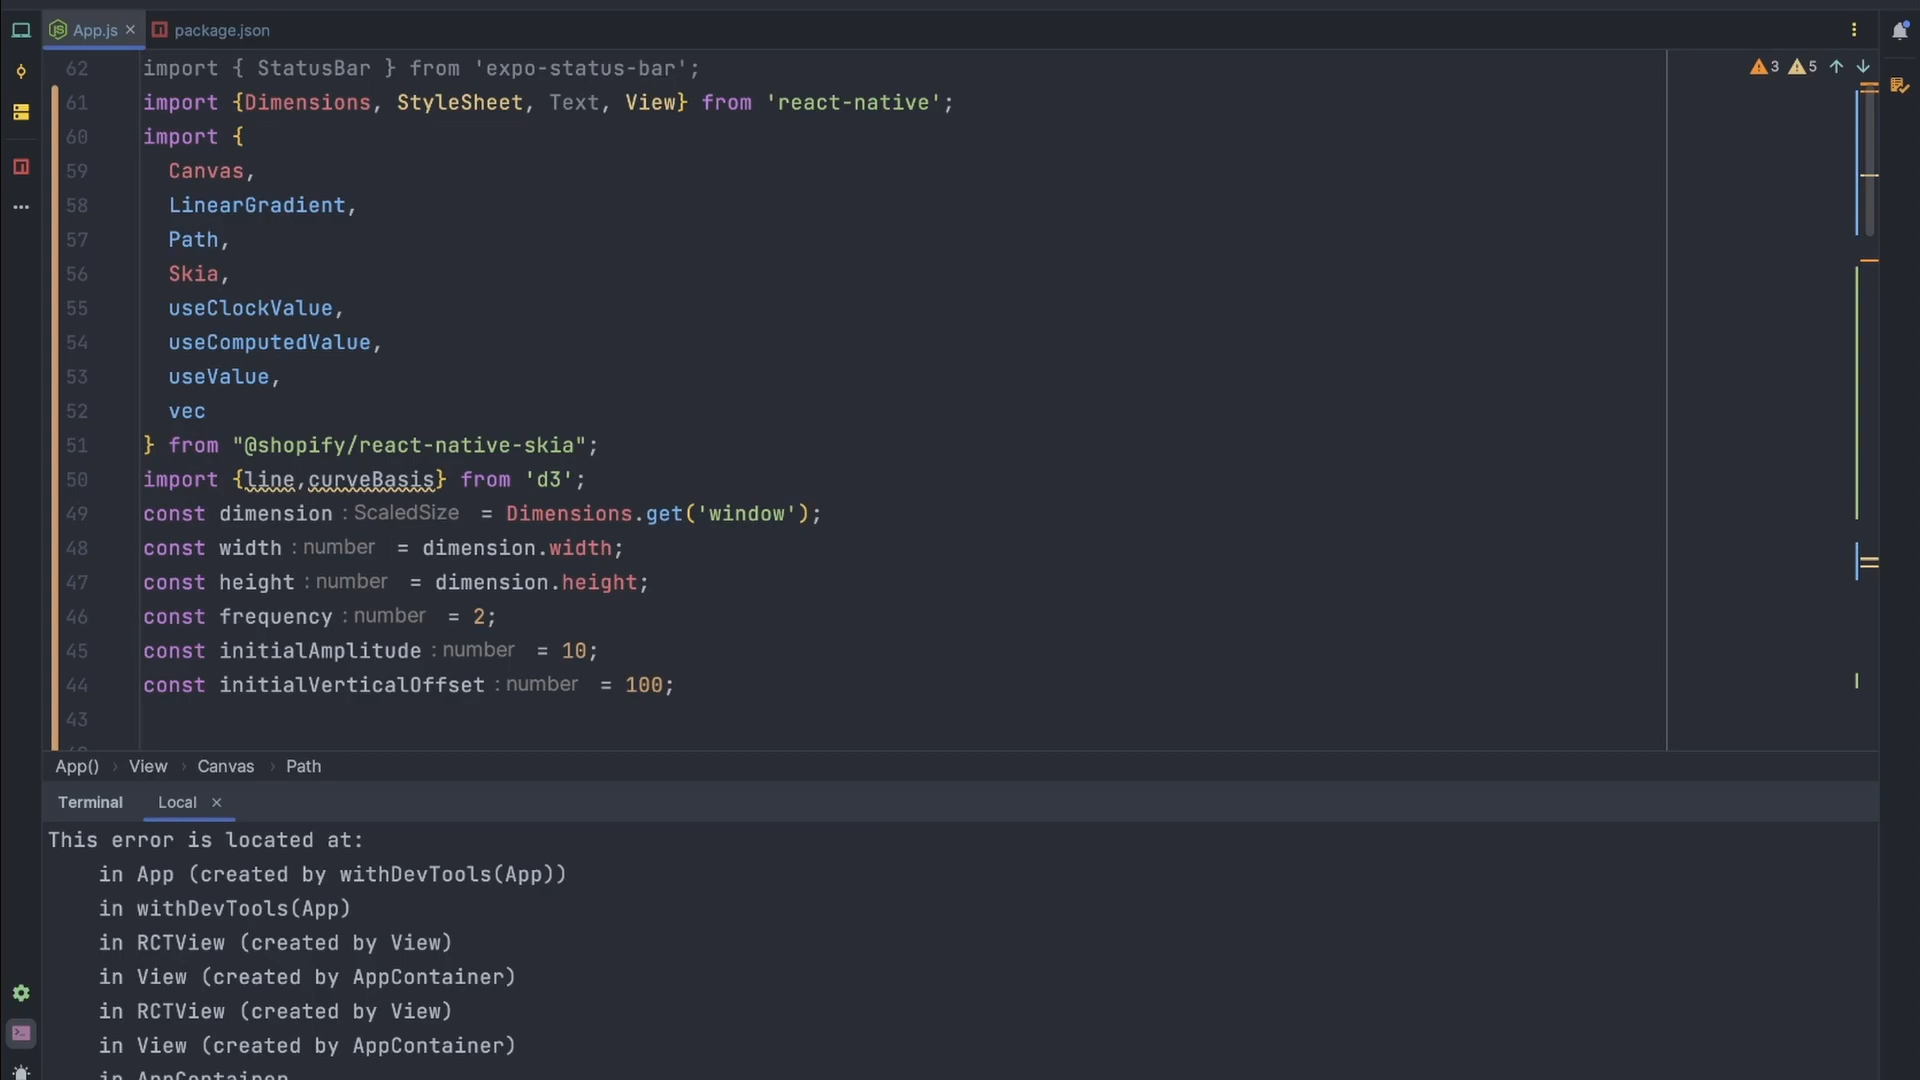 App.js
package.json
62 import { StatusBar } from 'expo-status-bar';
3 5
61 import {Dimensions, StyleSheet, Text, View} from 'react-native';
60 import {
59 Canvas,
58 LinearGradient,
57 Path,
56 Skia,
55 useClockValue,
54 useComputedValue,
53 useValue,
52 vec
51 } from "@shopify/react-native-skia";
50 import {line,curveBasis} from 'd3';
49 const dimension : ScaledSize = Dimensions.get('window');
48 const width : number = dimension.width;
47 const height : number = dimension.height;
46 const frequency : number = 2;
45 const initialAmplitude : number = 10;
44 const initialVerticalOffset : number = 100;
43
App() › View › Canvas › Path
Terminal Local ×
This error is located at:
in App (created by withDevTools(App))
in withDevTools(App)
in RCTView (created by View)
in View (created by AppContainer)
in RCTView (created by View)
in View (created by AppContainer)
in AppContainer